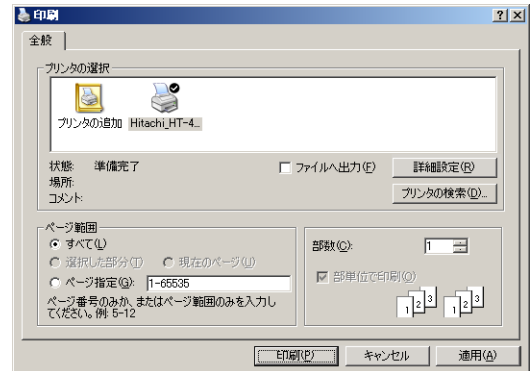 印刷
全般
プリンタの選択
プリンタの追加 Hitachi_HT-4...
状態: 準備完了
場所:
コメント:
ファイルへ出力(F)
詳細設定(R)
プリンタの検索(D)...
ページ範囲
すべて(L)
選択した部分(T) 現在のページ(U)
ページ指定(G): 1-65535
ページ番号のみか、またはページ範囲のみを入力し
てください。例: 5-12
部数(C): 1
部単位で印刷(O)
1 2 3 1 2 3
印刷(P) キャンセル 適用(A)